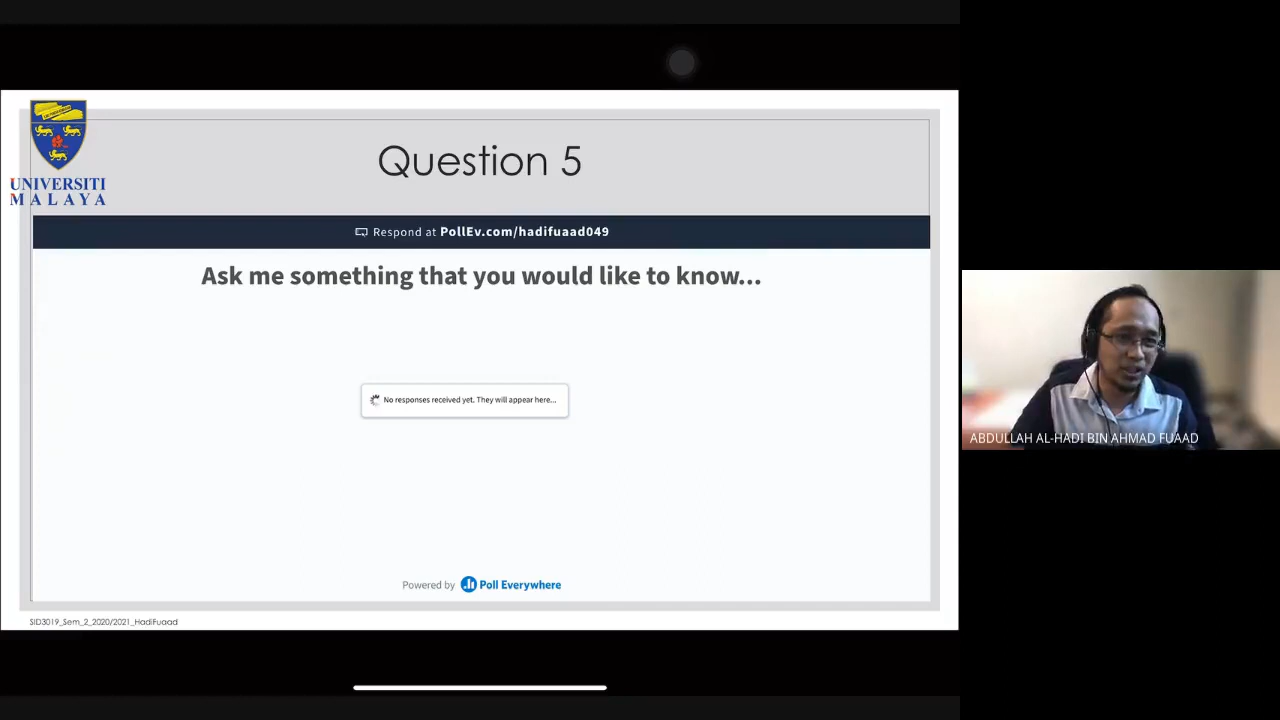 UNIVERSITI
MALAYA
Question 5
Respond at PollEv.com/hadifuaad049
Ask me something that you would like to know...
No responses received yet. They will appear here...
Powered by Poll Everywhere
SID3019_Sem_2_2020/2021_HadiFuaad
ABDULLAH AL-HADI BIN AHMAD FUAAD